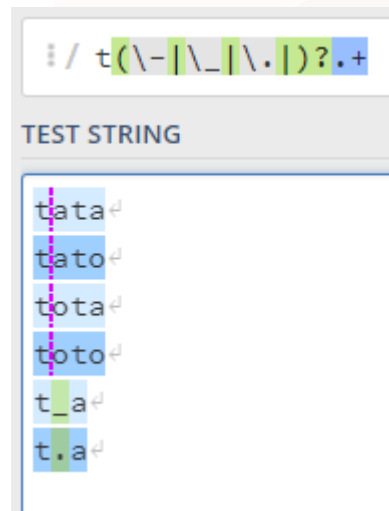 / t(\-|\_|\.|)?.+
TEST STRING
tata
tato
tota
toto
t_a
t.a